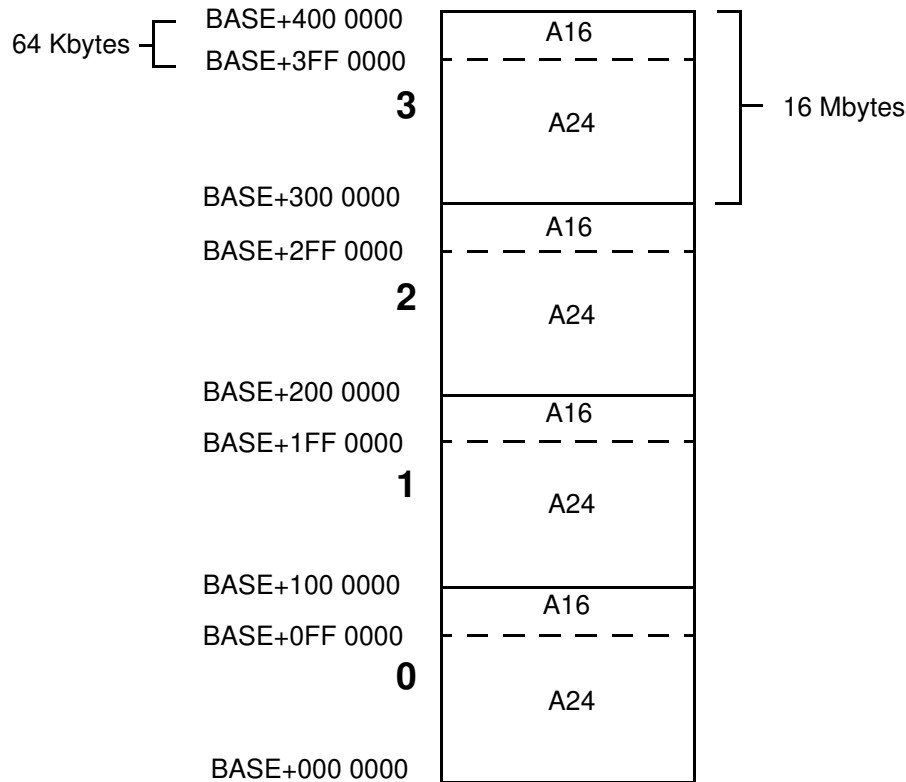 BASE+400 0000
A16
64 Kbytes
BASE+3FF 0000
3
A24
16 Mbytes
BASE+300 0000
A16
BASE+2FF 0000
2
A24
BASE+200 0000
A16
BASE+1FF 0000
1
A24
BASE+100 0000
A16
BASE+0FF 0000
0
A24
BASE+000 0000